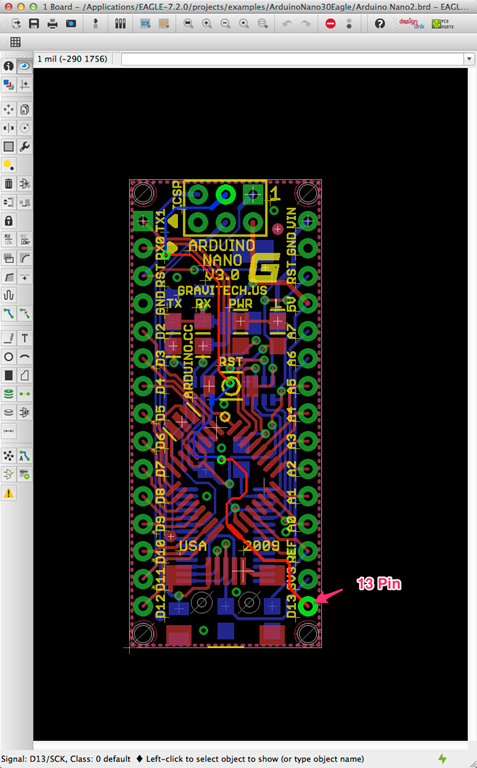 1 Board - /Applications/EAGLE-7.2.0/projects/examples/ArduinoNano30Eagle/Arduino Nano2.brd - EAGL...
design link
1 mil (-290 1756)
ICSP
1
TX1
VIN
RX0
GND
RST
RST
GND
5V
ARDUINO
NANO
V3.0
G
GRAVITECH.US
TX RX PWR L
ARDUINO.CC
RST
D2
D3
D4
D5
D6
D7
D8
D9
D10
D11
D12
A7
A6
A5
A4
A3
A2
A1
A0
REF
3V3
D13
USA 2009
13 Pin
Signal: D13/SCK, Class: 0 default ♦ Left-click to select object to show (or type object name)